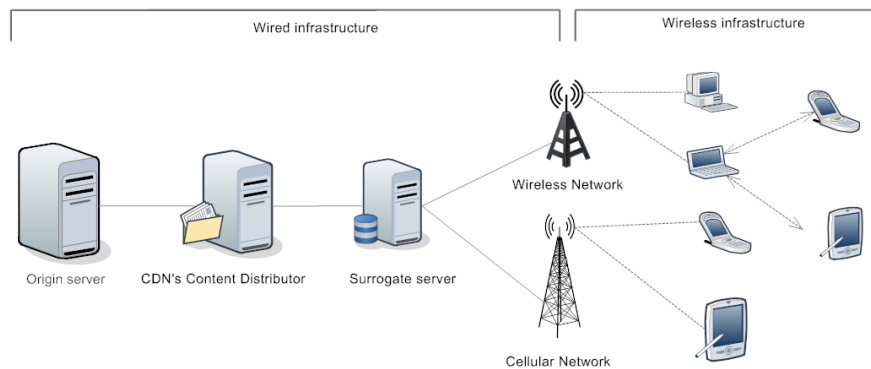 Wired infrastructure
Wireless infrastructure
Wireless Network
Origin server
CDN's Content Distributor
Surrogate server
Cellular Network